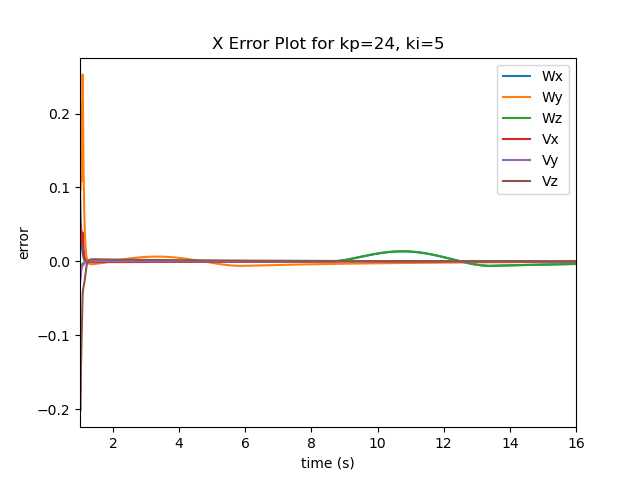 X Error Plot for kp=24, ki=5
Wx
Wy
Wz
Vx
Vy
Vz
0.2
0.1
0.0
−0.1
−0.2
error
2 4 6 8 10 12 14 16
time (s)